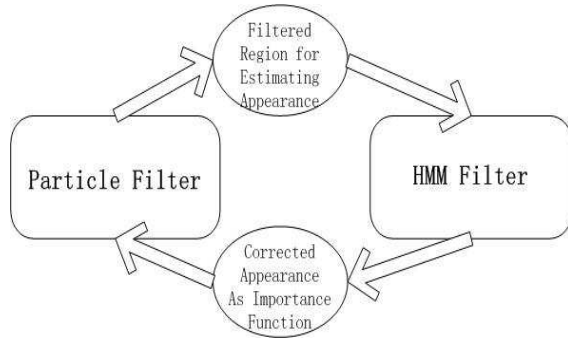 Filtered
Region for
Estimating
Appearance
Particle Filter
HMM Filter
Corrected
Appearance
As Importance
Function